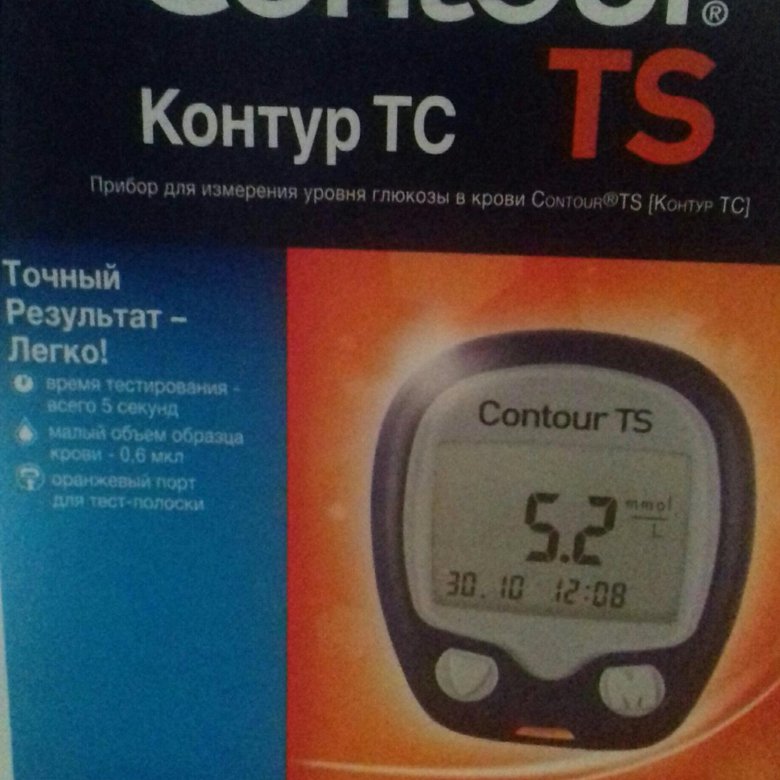 Contour®
TS
Контур ТС
Прибор для измерения уровня глюкозы в крови CONTOUR®TS [КОНТУР ТС]
Точный
Результат –
Легко!
время тестирования -
всего 5 секунд
малый объем образца
крови - 0,6 мкл
оранжевый порт
для тест-полоски
Contour TS
5.2 mmol
L
30.10 12:08